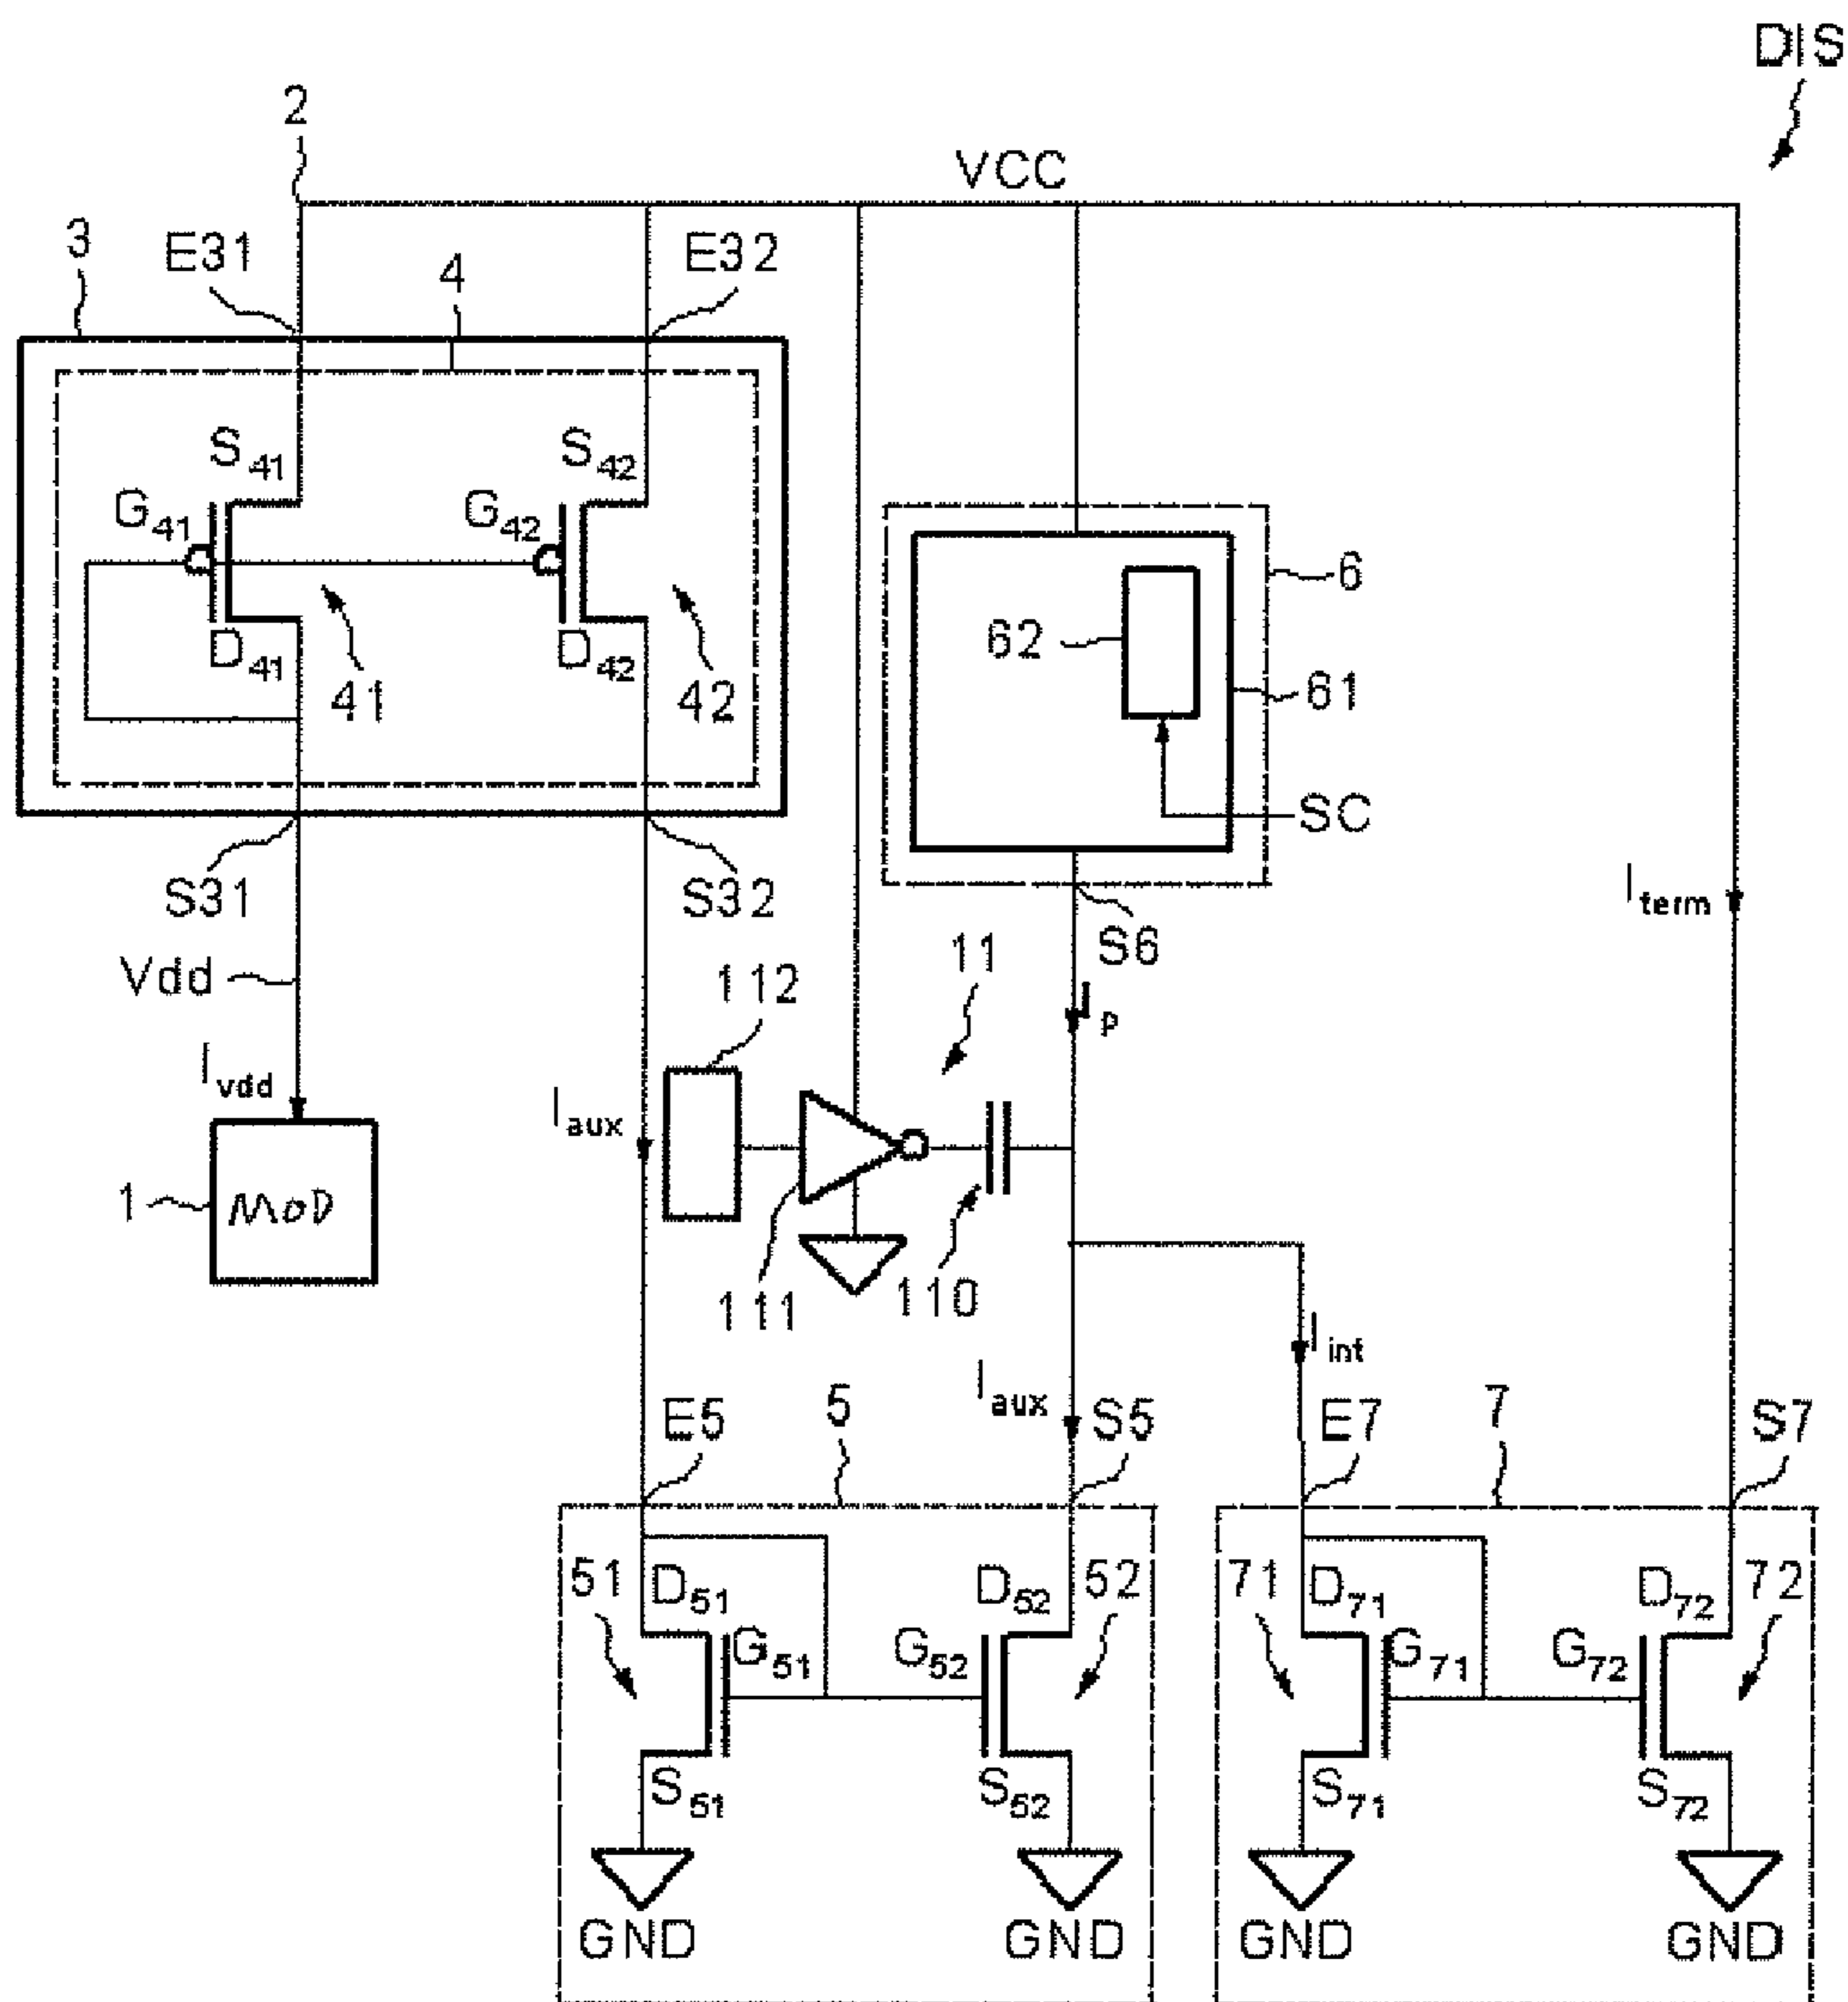 DIS
2
VCC
3
E31
4
E32
S41
S42
G41
G42
6
62
D41
D42
41
42
61
SC
S31
S32
S6
Iterm
Vdd
112
11
Ip
Ivdd
Iaux
1
MOD
111
110
Iint
Iaux
E5
5
S5
E7
7
S7
51
D51
D52
52
71
D71
D72
72
G51
G52
G71
G72
S51
S52
S71
S72
GND
GND
GND
GND